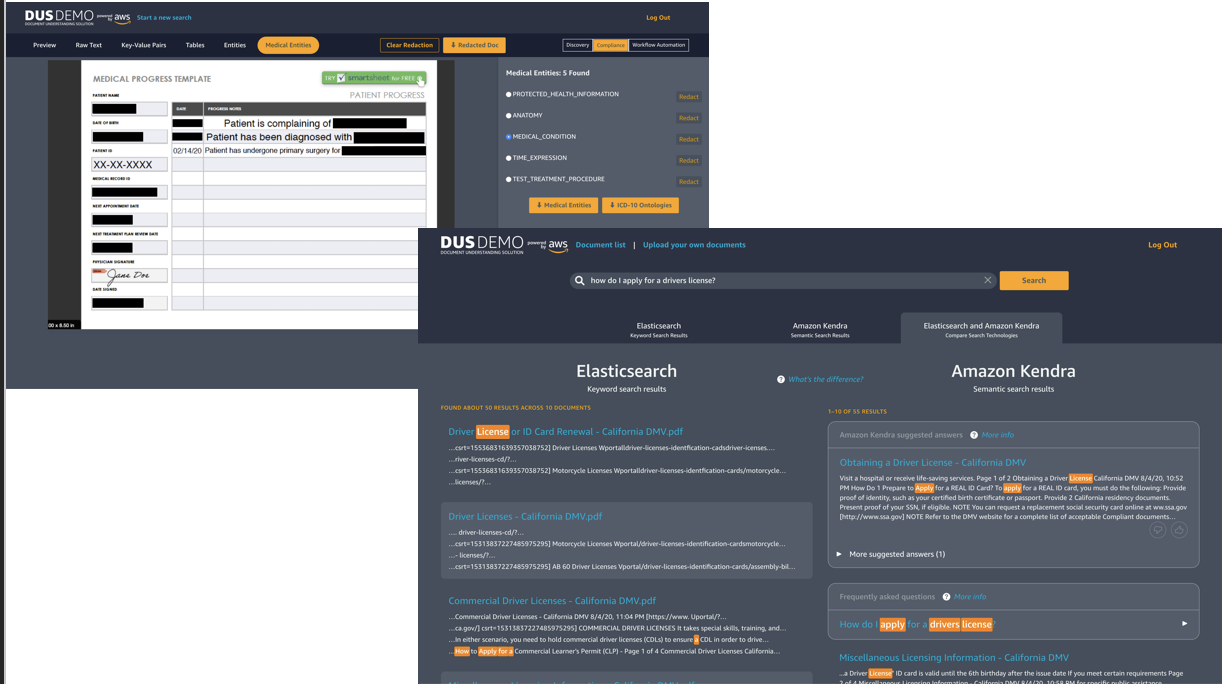 DUS DEMO powered by aws Start a new search Log Out
DOCUMENT UNDERSTANDING SOLUTION
Preview Raw Text Key-Value Pairs Tables Entities Medical Entities Clear Redaction Redacted Doc Discovery Compliance Workflow Automation
MEDICAL PROGRESS TEMPLATE
TRY smartsheet for FREE
PATIENT PROGRESS
PATIENT NAME
DATE PROGRESS NOTES
Patient is complaining of
DATE OF BIRTH
Patient has been diagnosed with
PATIENT ID
02/14/20 Patient has undergone primary surgery for
XX-XX-XXXX
MEDICAL RECORD ID
NEXT APPOINTMENT DATE
NEXT TREATMENT PLAN REVIEW DATE
PHYSICIAN SIGNATURE
Jane Doe
DATE SIGNED
00 x 8.50 in
Medical Entities: 5 Found
PROTECTED_HEALTH_INFORMATION Redact
ANATOMY Redact
MEDICAL_CONDITION Redact
TIME_EXPRESSION Redact
TEST_TREATMENT_PROCEDURE Redact
Medical Entities ICD-10 Ontologies
DUS DEMO powered by aws Document list | Upload your own documents Log Out
DOCUMENT UNDERSTANDING SOLUTION
how do I apply for a drivers license? Search
Elasticsearch
Keyword Search Results
Amazon Kendra
Semantic Search Results
Elasticsearch and Amazon Kendra
Compare Search Technologies
Elasticsearch
Keyword search results
? What's the difference?
Amazon Kendra
Semantic search results
FOUND ABOUT 50 RESULTS ACROSS 10 DOCUMENTS
Driver License or ID Card Renewal - California DMV.pdf
...csrt=15536831639357038752] Driver Licenses Wportalldriver-licenses-identfication-cadsdriver-icenses....
...river-licenses-cd/?...
...csrt=15536831639357038752] Motorcycle Licenses Wportal/driver-licenses-identification-cards/motorcycle...
...licenses/?...
Driver Licenses - California DMV.pdf
.... driver-licenses-cd/?...
...csrt=15313837227485975295] Motorcycle Licenses Wportal/driver-licenses-identification-cardsmotorcycle...
...- licenses/?...
...csrt=15313837227485975295] AB 60 Driver Licenses Vportal/driver-licenses-identification-cards/assembly-bil...
Commercial Driver Licenses - California DMV.pdf
...Commercial Driver Licenses - California DMV 8/4/20, 11:04 PM [https://www. Uportal/?...
...ca.gov/] csrt=15313837227485975295] COMMERCIAL DRIVER LICENSES It takes special skills, training, and...
...In either scenario, you need to hold commercial driver licenses (CDLs) to ensure a CDL in order to drive...
...How to Apply for a Commercial Learner's Permit (CLP) - Page 1 of 4 Commercial Driver Licenses California...
1-10 OF 55 RESULTS
Amazon Kendra suggested answers ? More info
Obtaining a Driver License - California DMV
Visit a hospital or receive life-saving services. Page 1 of 2 Obtaining a Driver License California DMV 8/4/20, 10:52
PM How Do 1 Prepare to Apply for a REAL ID Card? To apply for a REAL ID card, you must do the following: Provide
proof of identity, such as your certified birth certificate or passport. Provide 2 California residency documents.
Present proof of your SSN, if eligible. NOTE You can request a replacement social security card online at ww.ssa.gov
[http://www.ssa.gov] NOTE Refer to the DMV website for a complete list of acceptable Compliant documents...
More suggested answers (1)
Frequently asked questions ? More info
How do I apply for a drivers license?
Miscellaneous Licensing Information - California DMV
...a Driver License' ID card is valid until the 6th birthday after the issue date If you meet certain requirements Page